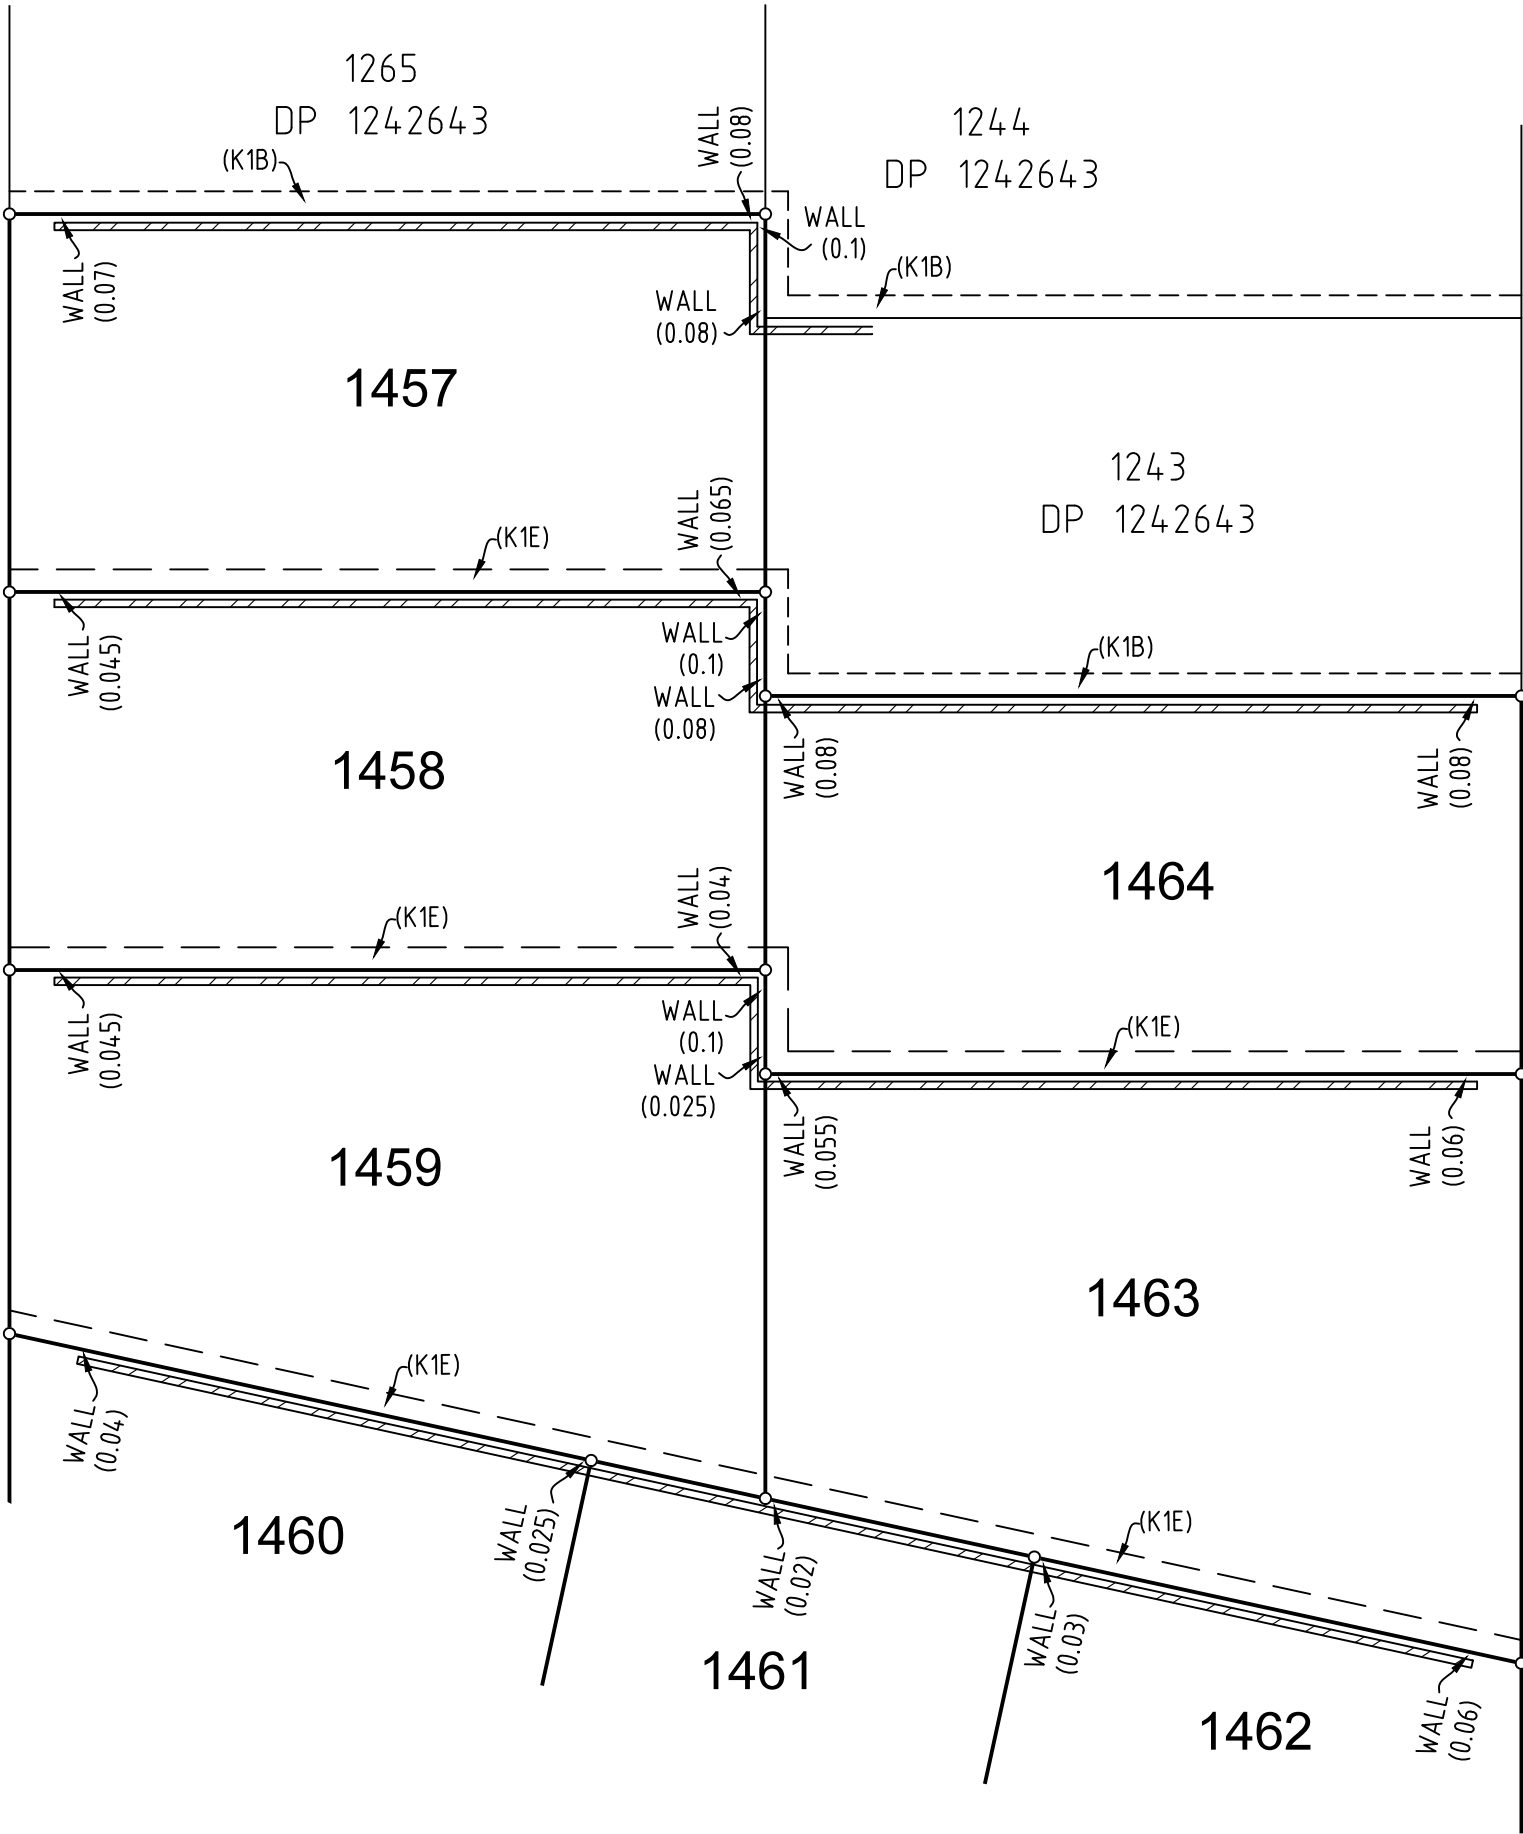 1265
DP 1242643
(K1B)
WALL
(0.08)
1244
DP 1242643
WALL
(0.1)
(K1B)
WALL
(0.07)
WALL
(0.08)
1457
1243
DP 1242643
WALL
(0.065)
(K1E)
WALL
(0.045)
WALL
(0.1)
WALL
(0.08)
(K1B)
1458
WALL
(0.08)
WALL
(0.08)
1464
WALL
(0.04)
(K1E)
WALL
(0.045)
WALL
(0.1)
WALL
(0.025)
(K1E)
WALL
(0.055)
WALL
(0.06)
1459
1463
(K1E)
WALL
(0.04)
1460
WALL
(0.025)
WALL
(0.02)
(K1E)
WALL
(0.03)
1461
WALL
(0.06)
1462